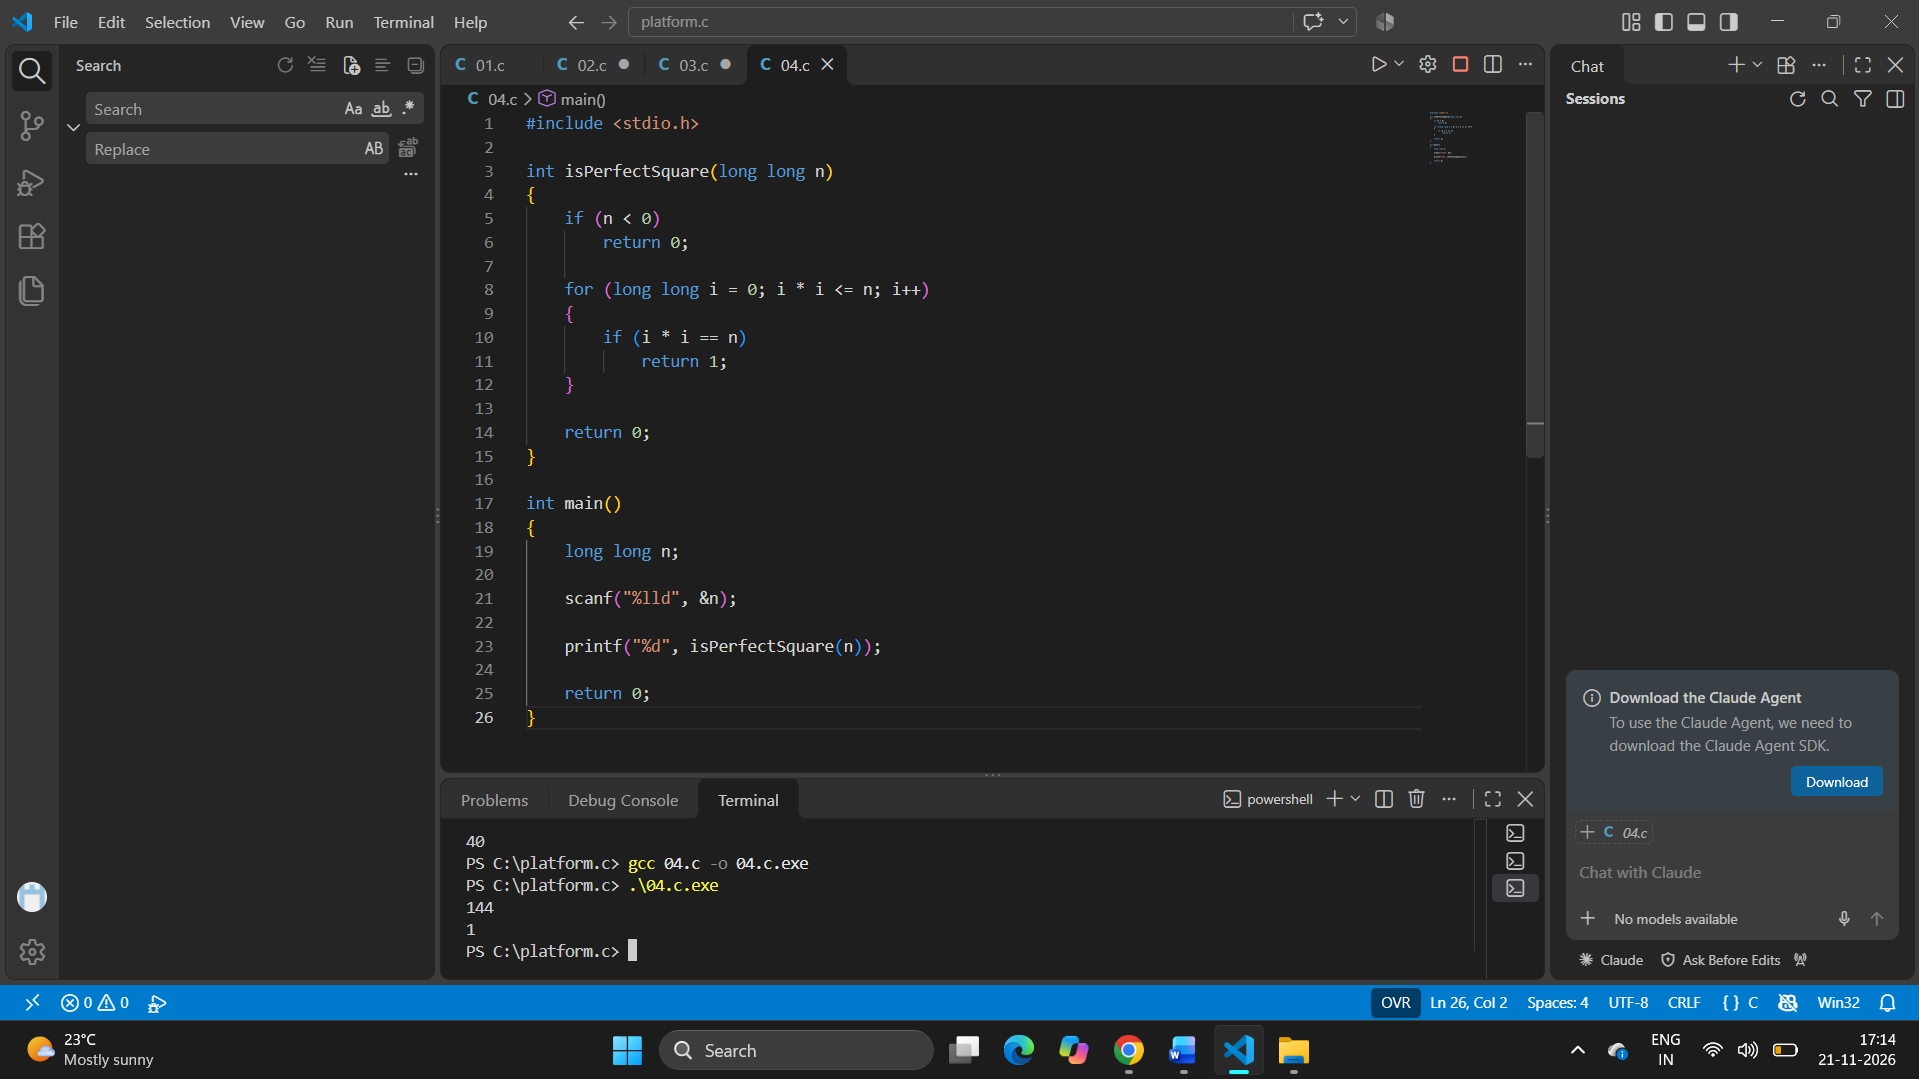 File Edit Selection View Go Run Terminal Help
platform.c
Search
Search
Aa ab .*
Replace
AB
01.c 02.c 03.c 04.c
04.c > main()
1 #include <stdio.h>
2
3 int isPerfectSquare(long long n)
4 {
5 if (n < 0)
6 return 0;
7
8 for (long long i = 0; i * i <= n; i++)
9 {
10 if (i * i == n)
11 return 1;
12 }
13
14 return 0;
15 }
16
17 int main()
18 {
19 long long n;
20
21 scanf("%lld", &n);
22
23 printf("%d", isPerfectSquare(n));
24
25 return 0;
26 }
Problems Debug Console Terminal
powershell
40
PS C:\platform.c> gcc 04.c -o 04.c.exe
PS C:\platform.c> .\04.c.exe
144
1
PS C:\platform.c>
Chat
Sessions
Download the Claude Agent
To use the Claude Agent, we need to
download the Claude Agent SDK.
Download
C 04.c
Chat with Claude
No models available
Claude Ask Before Edits
0 0
OVR Ln 26, Col 2 Spaces: 4 UTF-8 CRLF {} C Win32
23°C
Mostly sunny
Search
ENG
IN
17:14
21-11-2026